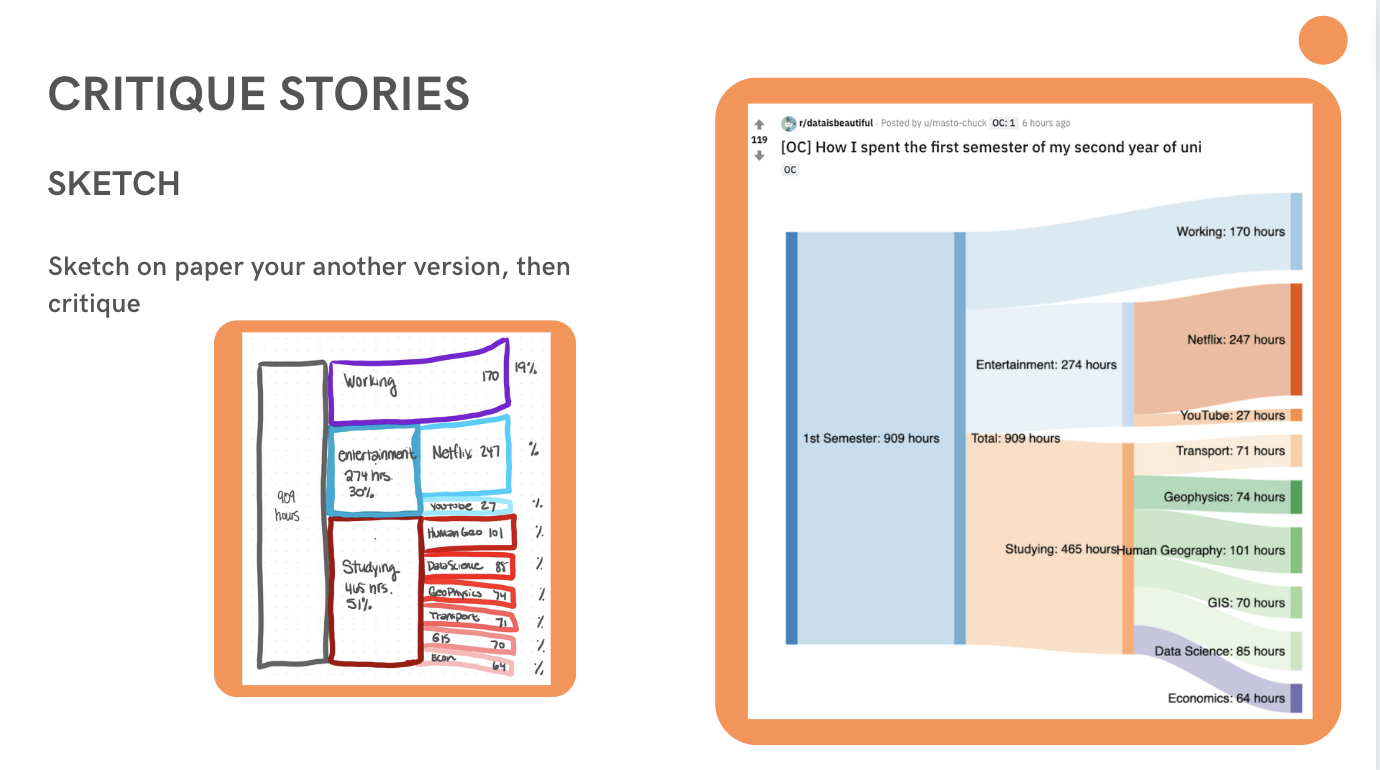 CRITIQUE STORIES
SKETCH
Sketch on paper your another version, then
critique
909
hours
Working 170 19%
entertainment
274 hrs.
30%
Netflix 247 %
Youtube 27 %
Studying
465 hrs.
51%
Human Geo 101 %
Data Science 85 %
GeoPhysics 74 %
Transport 71 %
GIS 70 %
Econ 64 %
119
r/dataisbeautiful · Posted by u/masto-chuck OC: 1 6 hours ago
[OC] How I spent the first semester of my second year of uni
OC
1st Semester: 909 hours
Total: 909 hours
Working: 170 hours
Entertainment: 274 hours
Netflix: 247 hours
YouTube: 27 hours
Studying: 465 hours
Transport: 71 hours
Geophysics: 74 hours
Human Geography: 101 hours
GIS: 70 hours
Data Science: 85 hours
Economics: 64 hours